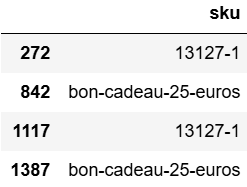 sku
272 13127-1
842 bon-cadeau-25-euros
1117 13127-1
1387 bon-cadeau-25-euros